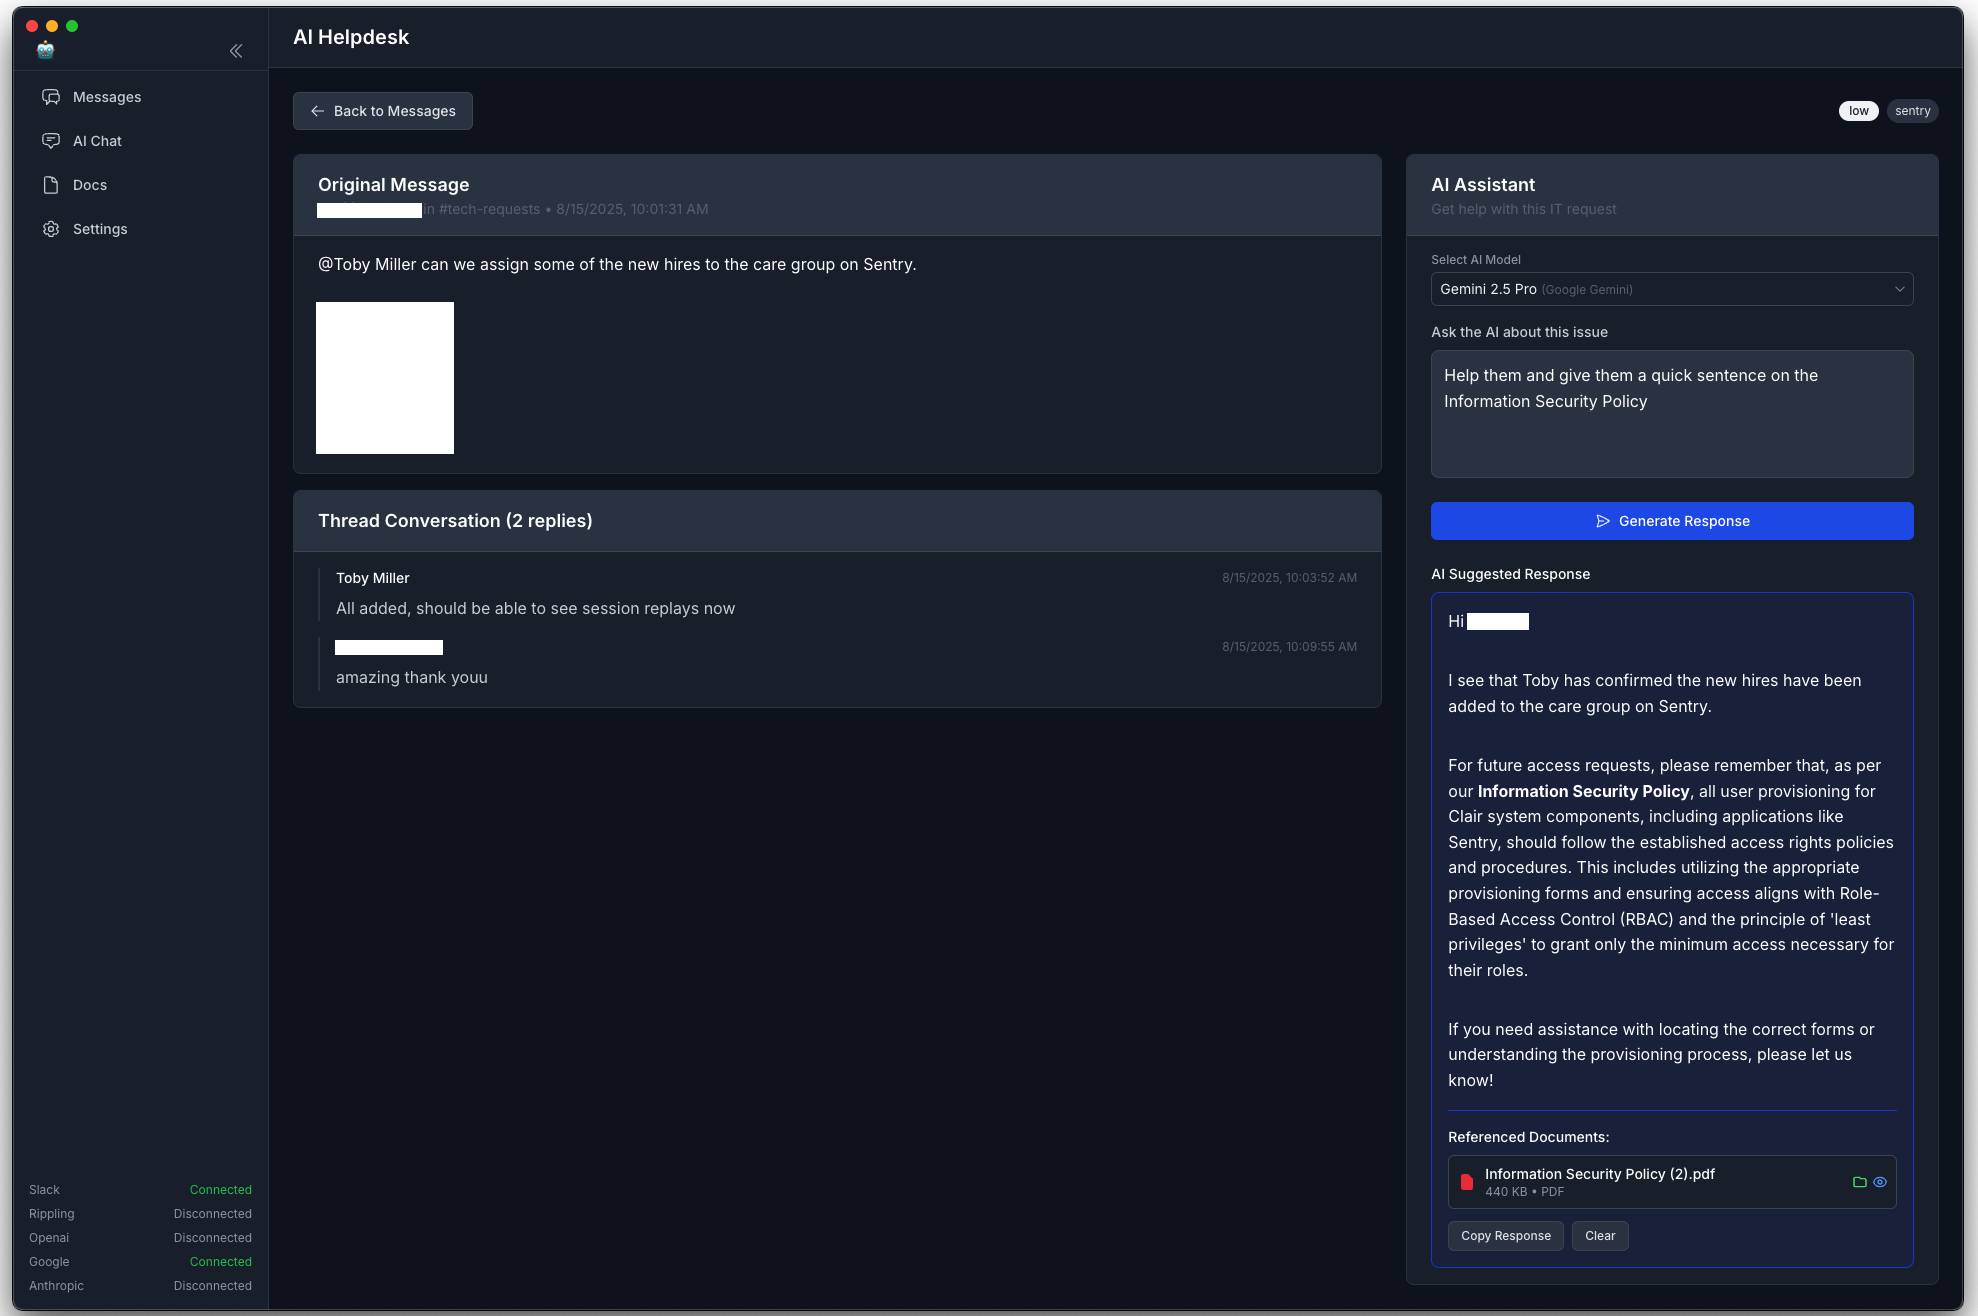 AI Helpdesk
Messages
AI Chat
Docs
Settings
Back to Messages
low
sentry
Original Message
in #tech-requests • 8/15/2025, 10:01:31 AM
@Toby Miller can we assign some of the new hires to the care group on Sentry.
Thread Conversation (2 replies)
Toby Miller
8/15/2025, 10:03:52 AM
All added, should be able to see session replays now
8/15/2025, 10:09:55 AM
amazing thank youu
AI Assistant
Get help with this IT request
Select AI Model
Gemini 2.5 Pro (Google Gemini)
Ask the AI about this issue
Help them and give them a quick sentence on the
Information Security Policy
Generate Response
AI Suggested Response
Hi
I see that Toby has confirmed the new hires have been
added to the care group on Sentry.
For future access requests, please remember that, as per
our Information Security Policy, all user provisioning for
Clair system components, including applications like
Sentry, should follow the established access rights policies
and procedures. This includes utilizing the appropriate
provisioning forms and ensuring access aligns with Role-
Based Access Control (RBAC) and the principle of 'least
privileges' to grant only the minimum access necessary for
their roles.
If you need assistance with locating the correct forms or
understanding the provisioning process, please let us
know!
Referenced Documents:
Information Security Policy (2).pdf
440 KB • PDF
Copy Response
Clear
Slack Connected
Rippling Disconnected
Openai Disconnected
Google Connected
Anthropic Disconnected